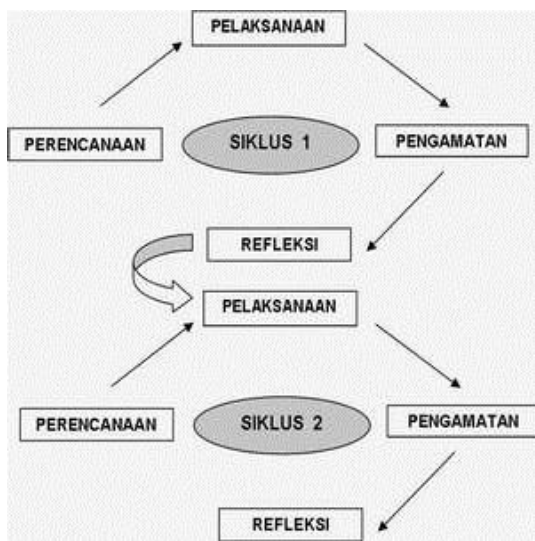 PELAKSANAAN
PERENCANAAN
SIKLUS 1
PENGAMATAN
REFLEKSI
PELAKSANAAN
PERENCANAAN
SIKLUS 2
PENGAMATAN
REFLEKSI